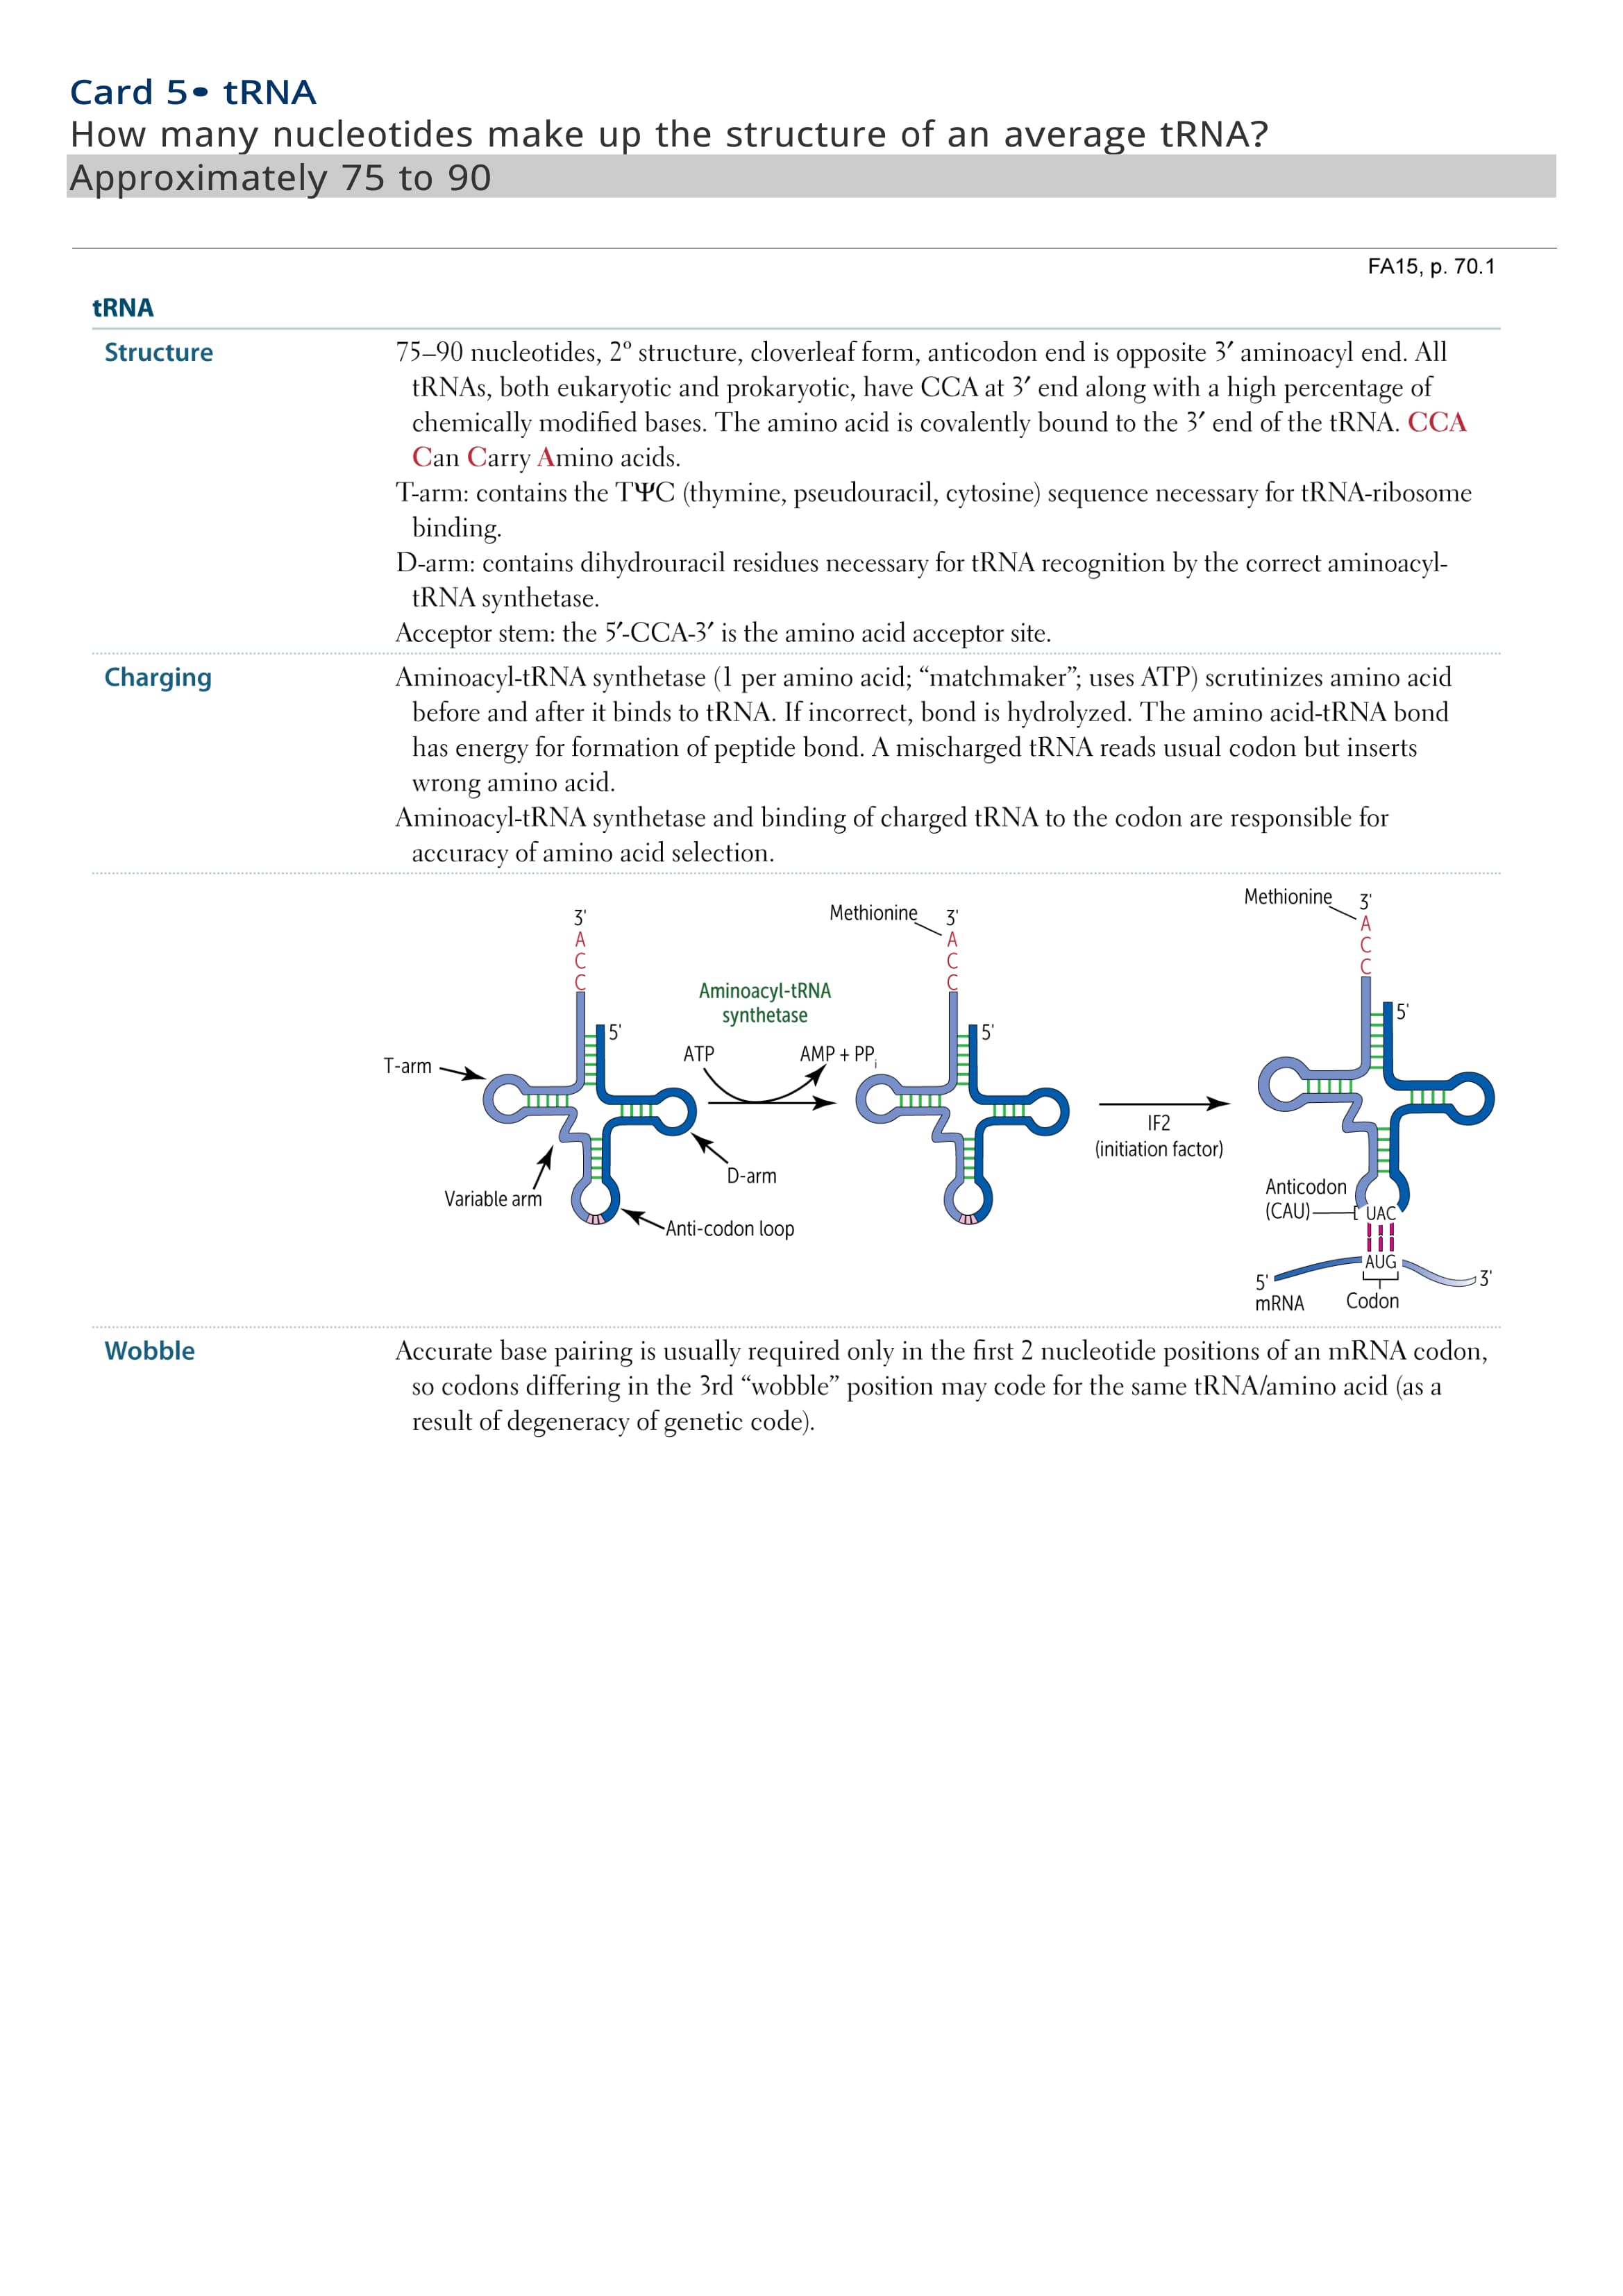 Card 5• tRNA
How many nucleotides make up the structure of an average tRNA?
Approximately 75 to 90
FA15, p. 70.1
tRNA
Structure
75–90 nucleotides, 2º structure, cloverleaf form, anticodon end is opposite 3′ aminoacyl end. All
tRNAs, both eukaryotic and prokaryotic, have CCA at 3′ end along with a high percentage of
chemically modified bases. The amino acid is covalently bound to the 3′ end of the tRNA. CCA
Can Carry Amino acids.
T-arm: contains the TΨC (thymine, pseudouracil, cytosine) sequence necessary for tRNA-ribosome
binding.
D-arm: contains dihydrouracil residues necessary for tRNA recognition by the correct aminoacyl-
tRNA synthetase.
Acceptor stem: the 5′-CCA-3′ is the amino acid acceptor site.
Charging
Aminoacyl-tRNA synthetase (1 per amino acid; “matchmaker”; uses ATP) scrutinizes amino acid
before and after it binds to tRNA. If incorrect, bond is hydrolyzed. The amino acid-tRNA bond
has energy for formation of peptide bond. A mischarged tRNA reads usual codon but inserts
wrong amino acid.
Aminoacyl-tRNA synthetase and binding of charged tRNA to the codon are responsible for
accuracy of amino acid selection.
3'
A
C
C
5'
T-arm
Variable arm
D-arm
Anti-codon loop
Aminoacyl-tRNA
synthetase
ATP
AMP + PPi
Methionine
3'
A
C
C
5'
IF2
(initiation factor)
Methionine
3'
A
C
C
5'
Anticodon
(CAU)
UAC
AUG
5'
mRNA
Codon
3'
Wobble
Accurate base pairing is usually required only in the first 2 nucleotide positions of an mRNA codon,
so codons differing in the 3rd “wobble” position may code for the same tRNA/amino acid (as a
result of degeneracy of genetic code).